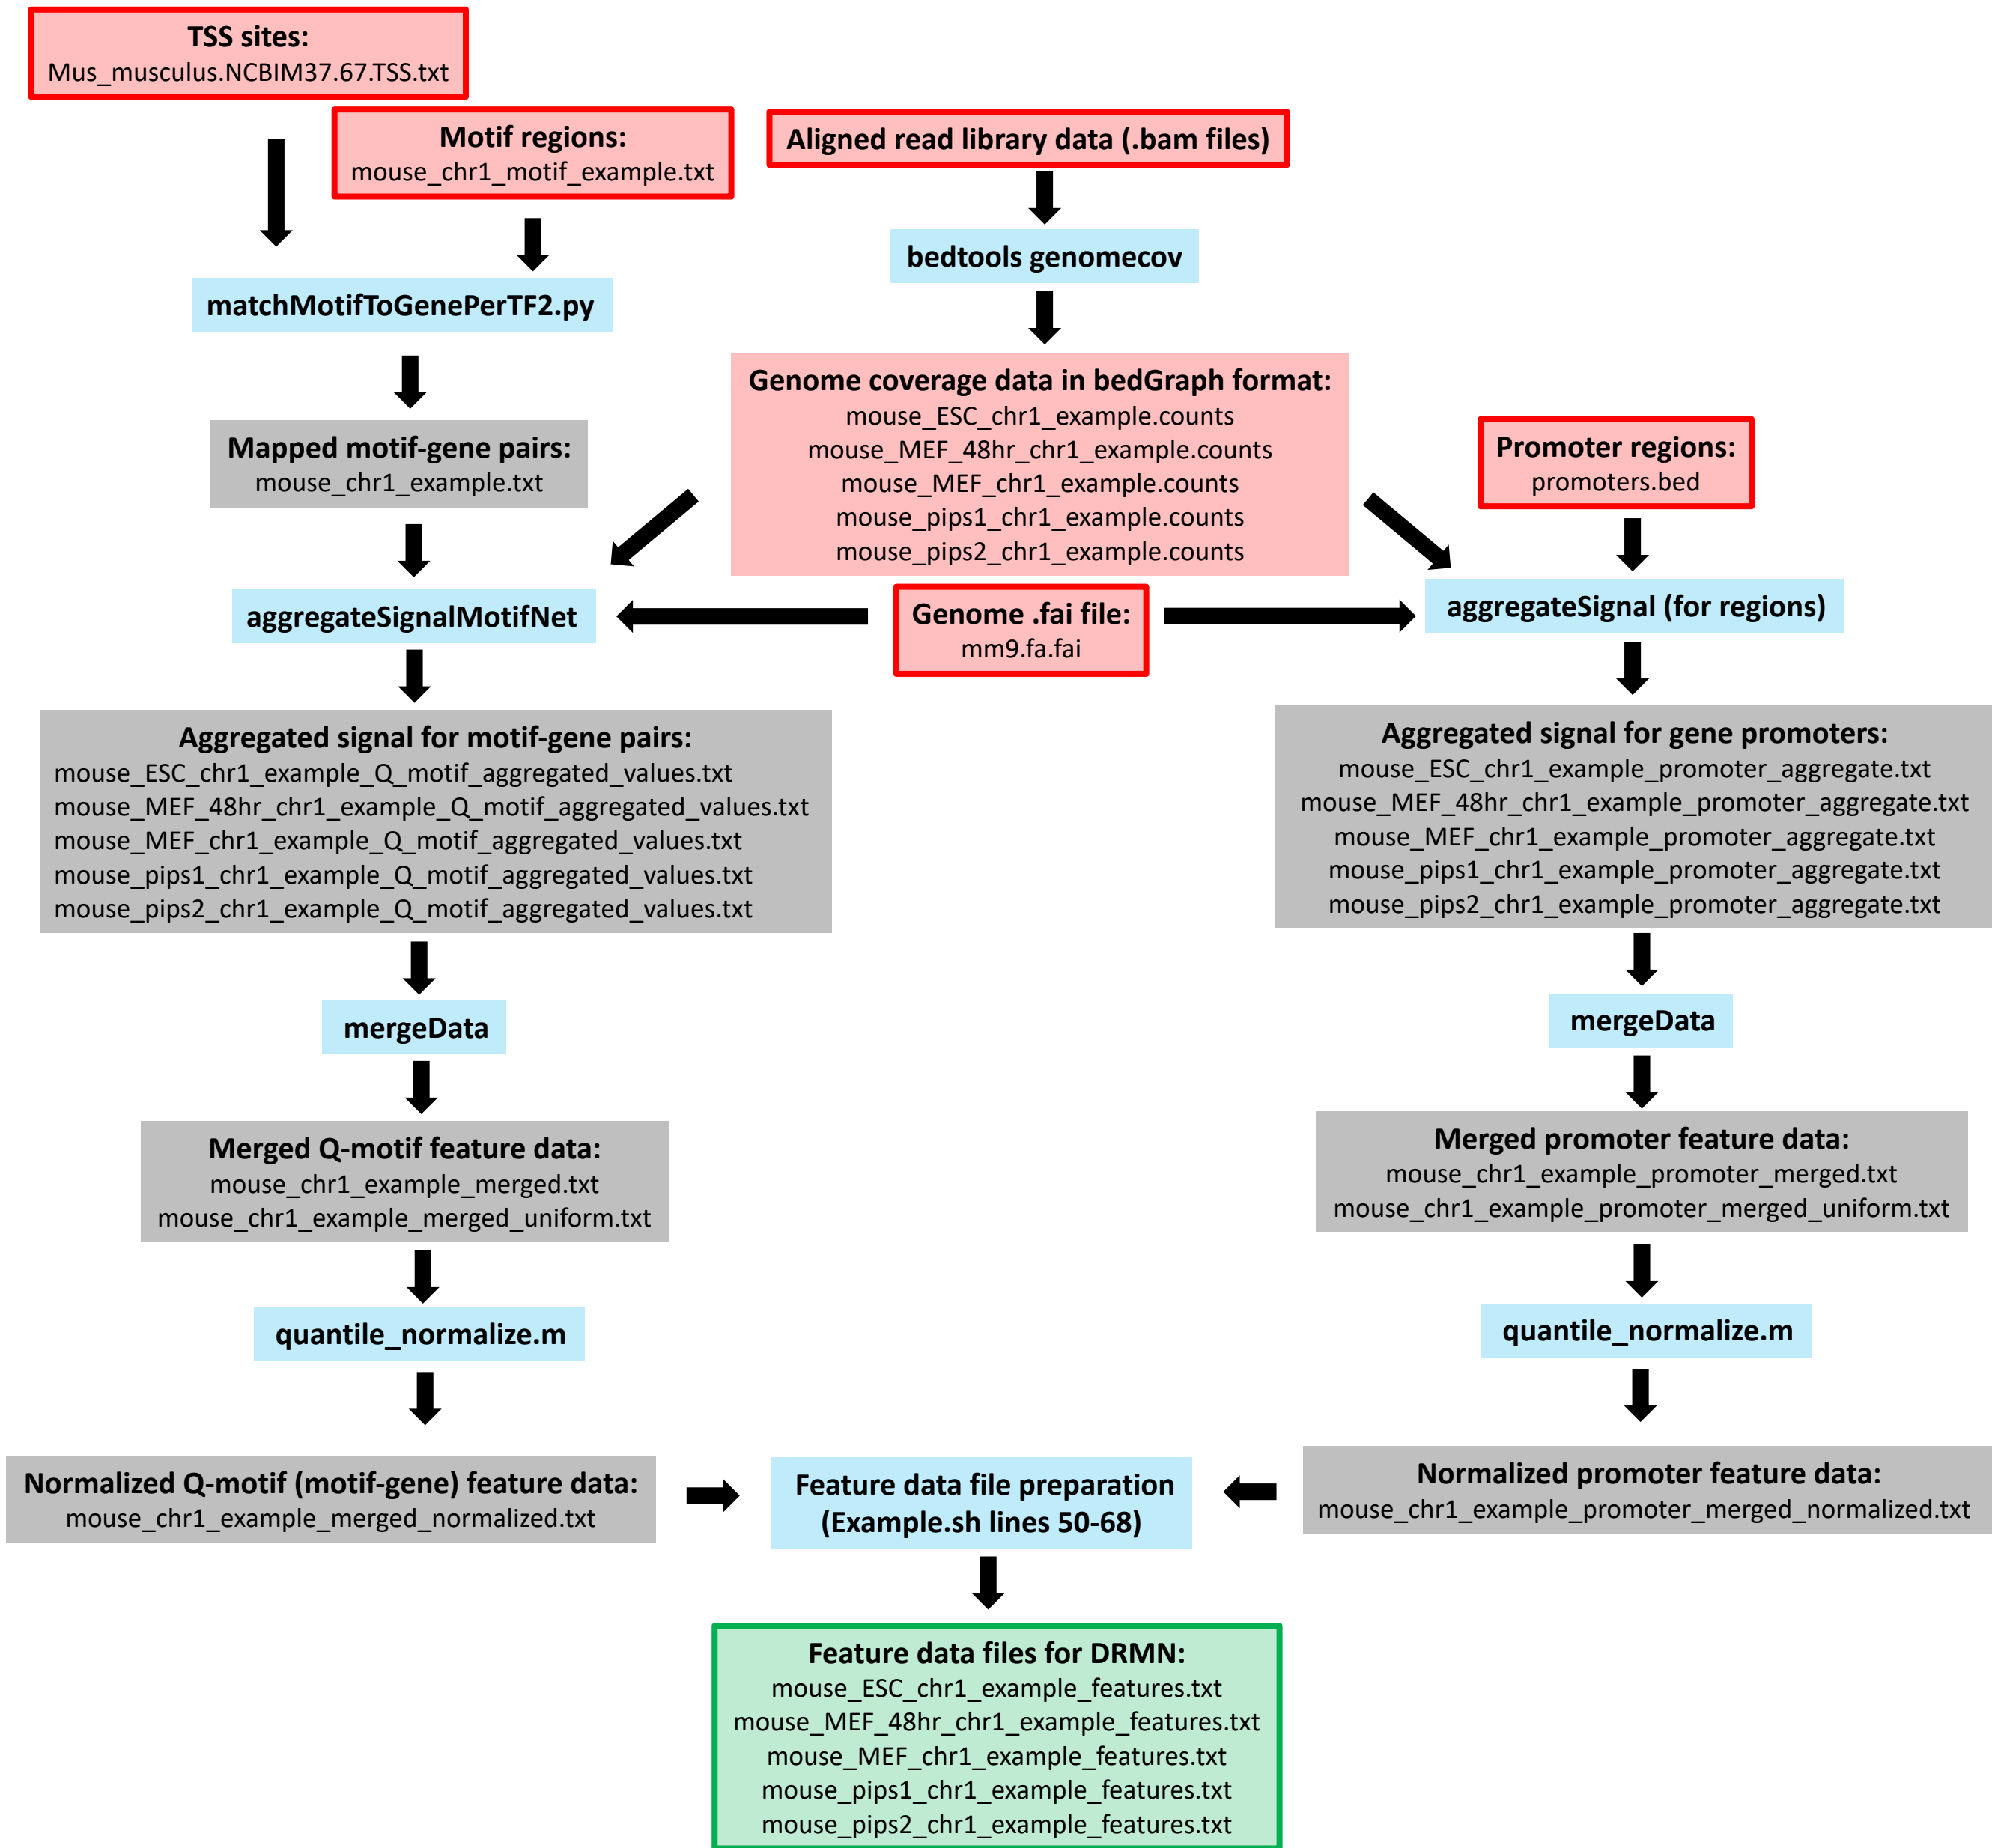 TSS sites:
Mus_musculus.NCBIM37.67.TSS.txt
Motif regions:
mouse_chr1_motif_example.txt
Aligned read library data (.bam files)
bedtools genomecov
matchMotifToGenePerTF2.py
Genome coverage data in bedGraph format:
mouse_ESC_chr1_example.counts
mouse_MEF_48hr_chr1_example.counts
mouse_MEF_chr1_example.counts
mouse_pips1_chr1_example.counts
mouse_pips2_chr1_example.counts
Mapped motif-gene pairs:
mouse_chr1_example.txt
Promoter regions:
promoters.bed
aggregateSignalMotifNet
Genome .fai file:
mm9.fa.fai
aggregateSignal (for regions)
Aggregated signal for motif-gene pairs:
mouse_ESC_chr1_example_Q_motif_aggregated_values.txt
mouse_MEF_48hr_chr1_example_Q_motif_aggregated_values.txt
mouse_MEF_chr1_example_Q_motif_aggregated_values.txt
mouse_pips1_chr1_example_Q_motif_aggregated_values.txt
mouse_pips2_chr1_example_Q_motif_aggregated_values.txt
Aggregated signal for gene promoters:
mouse_ESC_chr1_example_promoter_aggregate.txt
mouse_MEF_48hr_chr1_example_promoter_aggregate.txt
mouse_MEF_chr1_example_promoter_aggregate.txt
mouse_pips1_chr1_example_promoter_aggregate.txt
mouse_pips2_chr1_example_promoter_aggregate.txt
mergeData
mergeData
Merged Q-motif feature data:
mouse_chr1_example_merged.txt
mouse_chr1_example_merged_uniform.txt
Merged promoter feature data:
mouse_chr1_example_promoter_merged.txt
mouse_chr1_example_promoter_merged_uniform.txt
quantile_normalize.m
quantile_normalize.m
Normalized Q-motif (motif-gene) feature data:
mouse_chr1_example_merged_normalized.txt
Feature data file preparation
(Example.sh lines 50-68)
Normalized promoter feature data:
mouse_chr1_example_promoter_merged_normalized.txt
Feature data files for DRMN:
mouse_ESC_chr1_example_features.txt
mouse_MEF_48hr_chr1_example_features.txt
mouse_MEF_chr1_example_features.txt
mouse_pips1_chr1_example_features.txt
mouse_pips2_chr1_example_features.txt